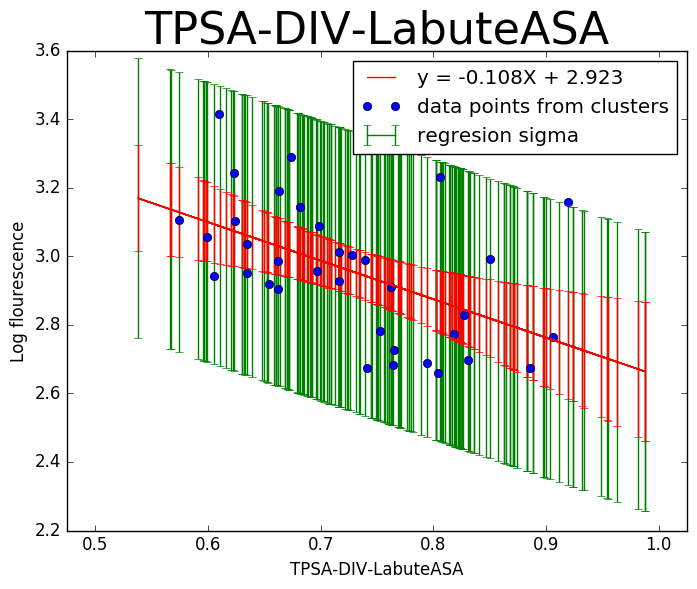 TPSA-DIV-LabuteASA
y = -0.108X + 2.923
data points from clusters
regresion sigma
3.6
3.4
3.2
3.0
2.8
2.6
2.4
2.2
Log flourescence
0.5 0.6 0.7 0.8 0.9 1.0
TPSA-DIV-LabuteASA